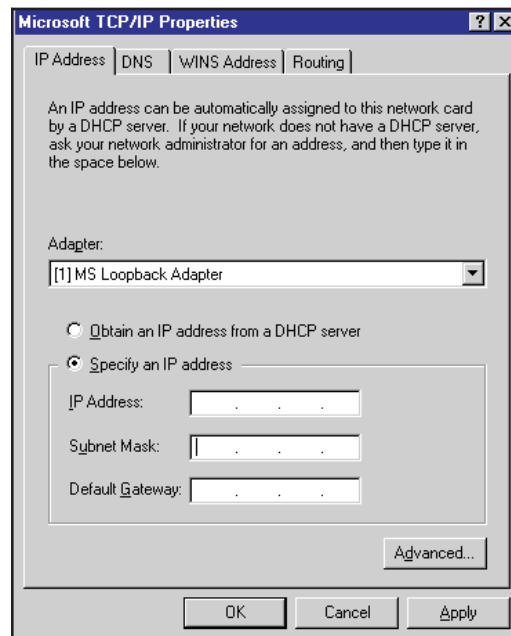 Microsoft TCP/IP Properties
IP Address
DNS
WINS Address
Routing
An IP address can be automatically assigned to this network card
by a DHCP server. If your network does not have a DHCP server,
ask your network administrator for an address, and then type it in
the space below.
Adapter:
[1] MS Loopback Adapter
Obtain an IP address from a DHCP server
Specify an IP address
IP Address: . . .
Subnet Mask: . . .
Default Gateway: . . .
Advanced...
OK
Cancel
Apply